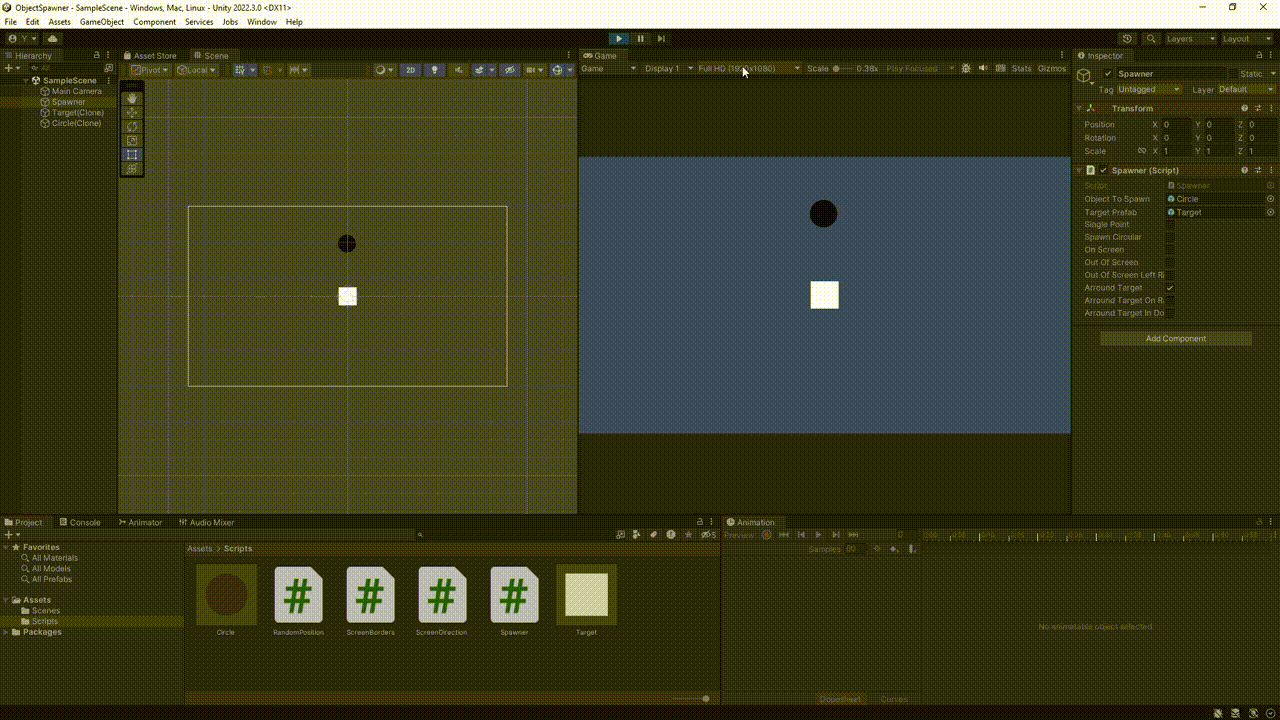 ObjectSpawner - SampleScene - Windows, Mac, Linux - Unity 2022.3.0 <DX11>
File Edit Assets GameObject Component Services Jobs Window Help
Y
Layers Layout
Hierarchy
All
SampleScene
Main Camera
Spawner
Target(Clone)
Circle(Clone)
Asset Store Scene
Pivot Local 2D
Game
Game Display 1 Full HD (1920x1080) Scale 0.38x Play Focused Stats Gizmos
Inspector
Spawner Static
Tag Untagged Layer Default
Transform
Position X 0 Y 0 Z 0
Rotation X 0 Y 0 Z 0
Scale X 1 Y 1 Z 1
Spawner (Script)
Script Spawner
Object To Spawn Circle
Target Prefab Target
Single Point
Spawn Circular
On Screen
Out Of Screen
Out Of Screen Left R
Arround Target
Arround Target On R
Arround Target In Do
Add Component
Project Console Animator Audio Mixer
Favorites
All Materials
All Models
All Prefabs
Assets
Scenes
Scripts
Packages
Assets > Scripts
Circle RandomPosition ScreenBorders ScreenDirection Spawner Target
Animation
Preview
Samples 60
No animatable object selected
Dopesheet Curves